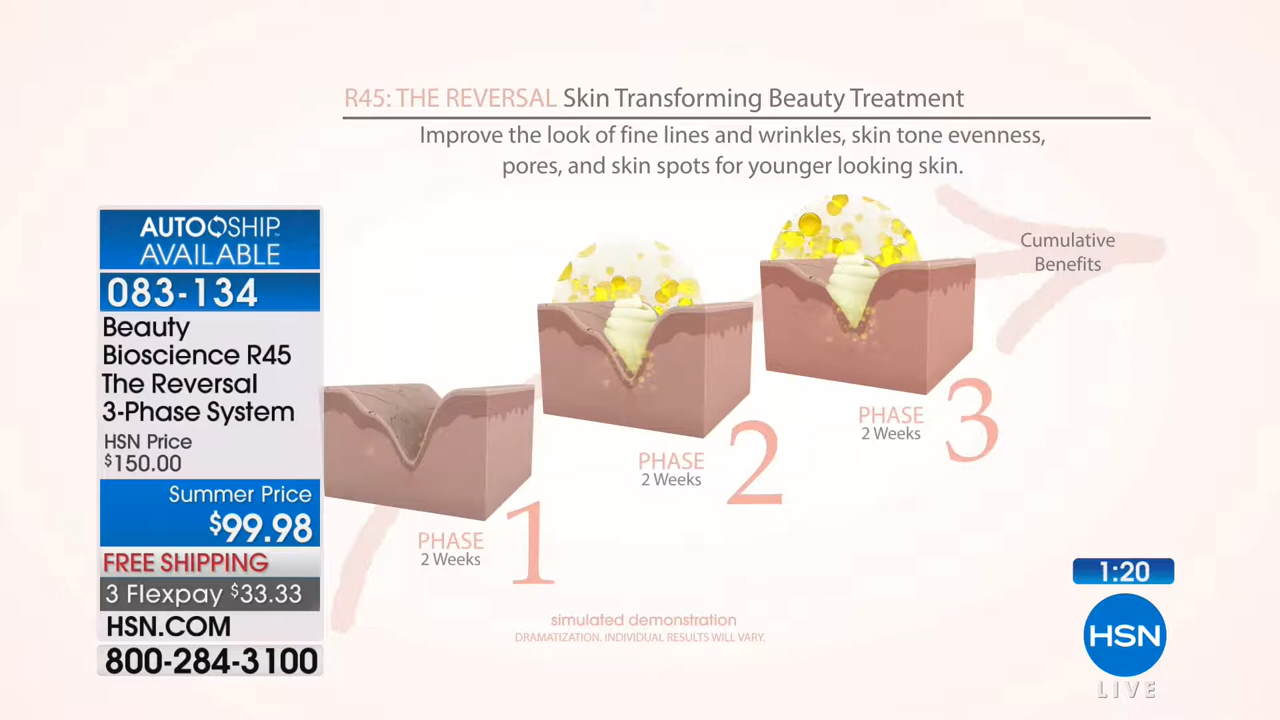 R45: THE REVERSAL Skin Transforming Beauty Treatment
Improve the look of fine lines and wrinkles, skin tone evenness,
pores, and skin spots for younger looking skin.
AUTOSHIP™
AVAILABLE
083-134
Beauty
Bioscience R45
The Reversal
3-Phase System
HSN Price
$150.00
Summer Price
$99.98
FREE SHIPPING
3 Flexpay $33.33
HSN.COM
800-284-3100
PHASE 1
2 Weeks
PHASE 2
2 Weeks
PHASE 3
2 Weeks
Cumulative
Benefits
simulated demonstration
DRAMATIZATION. INDIVIDUAL RESULTS WILL VARY.
1:20
HSN
LIVE